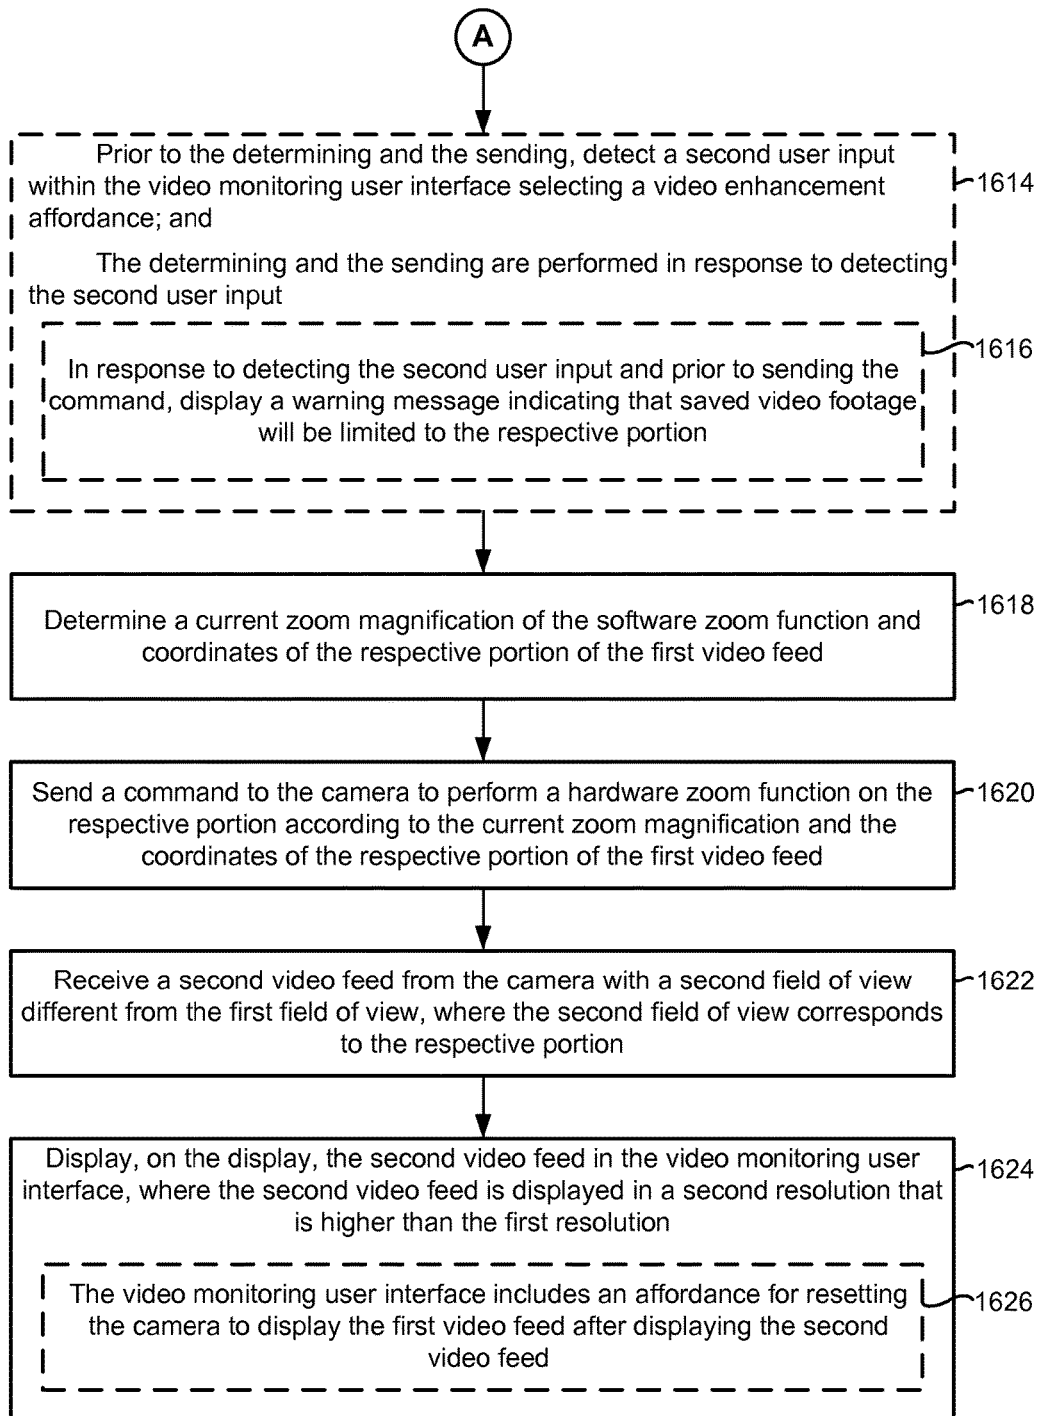 A
Prior to the determining and the sending, detect a second user input
within the video monitoring user interface selecting a video enhancement
affordance; and
1614
The determining and the sending are performed in response to detecting
the second user input
1616
In response to detecting the second user input and prior to sending the
command, display a warning message indicating that saved video footage
will be limited to the respective portion
1618
Determine a current zoom magnification of the software zoom function and
coordinates of the respective portion of the first video feed
1620
Send a command to the camera to perform a hardware zoom function on the
respective portion according to the current zoom magnification and the
coordinates of the respective portion of the first video feed
1622
Receive a second video feed from the camera with a second field of view
different from the first field of view, where the second field of view corresponds
to the respective portion
1624
Display, on the display, the second video feed in the video monitoring user
interface, where the second video feed is displayed in a second resolution that
is higher than the first resolution
1626
The video monitoring user interface includes an affordance for resetting
the camera to display the first video feed after displaying the second
video feed